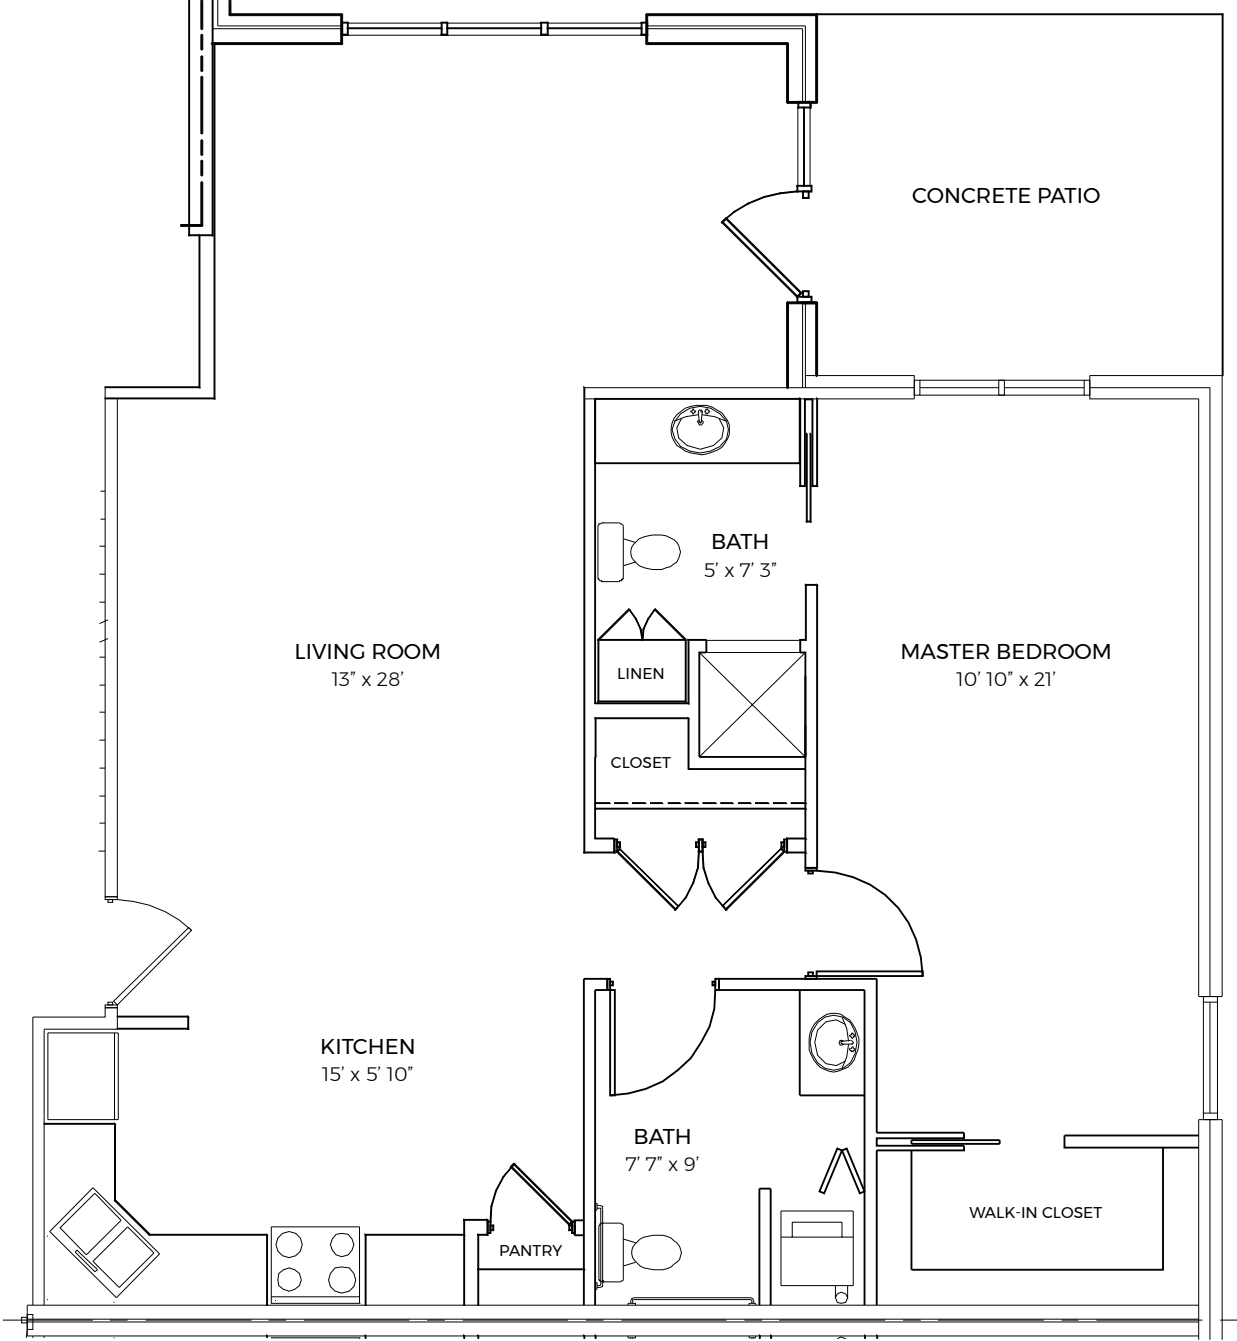 CONCRETE PATIO
BATH
5’ x 7’ 3”
LIVING ROOM
13” x 28’
LINEN
MASTER BEDROOM
10’ 10” x 21’
CLOSET
KITCHEN
15’ x 5’ 10”
BATH
7’ 7” x 9’
WALK-IN CLOSET
PANTRY